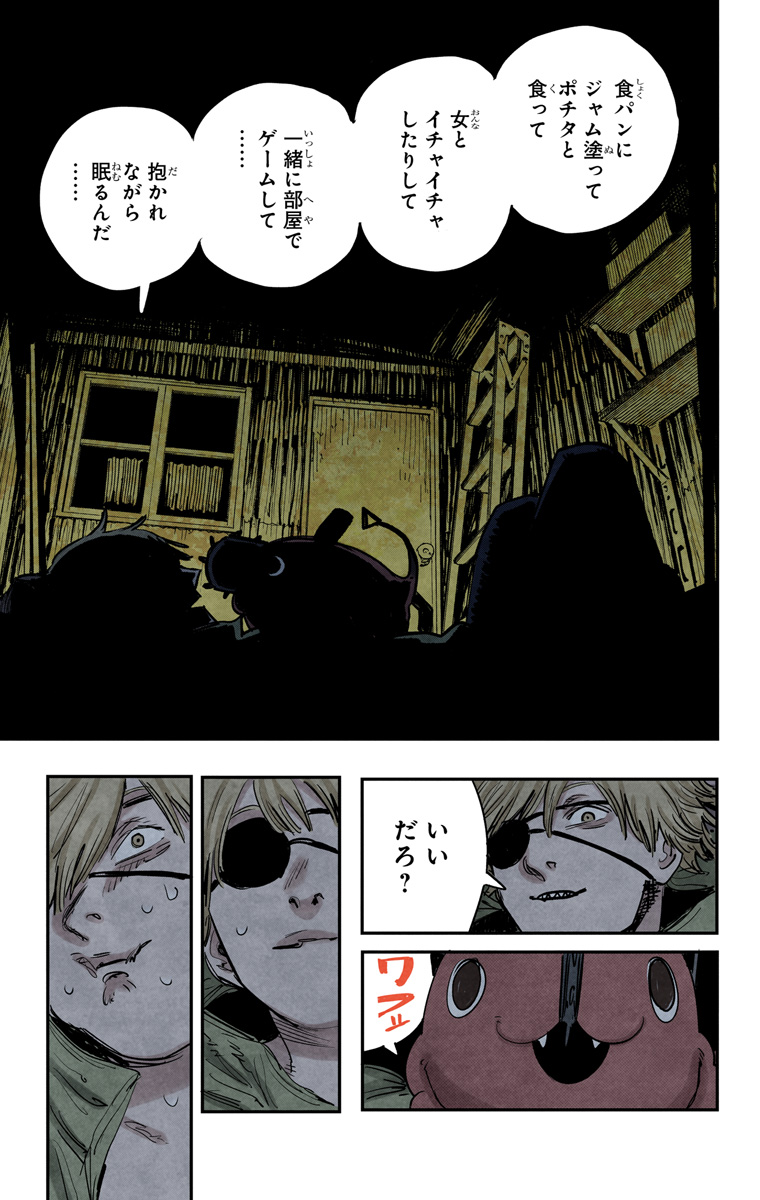 食パンに
ジャム塗って
ポチタと
食って
女と
イチャイチャ
したりして
一緒に部屋で
ゲームして
……
抱かれ
ながら
眠るんだ
……
いい
だろ？
ワフッ